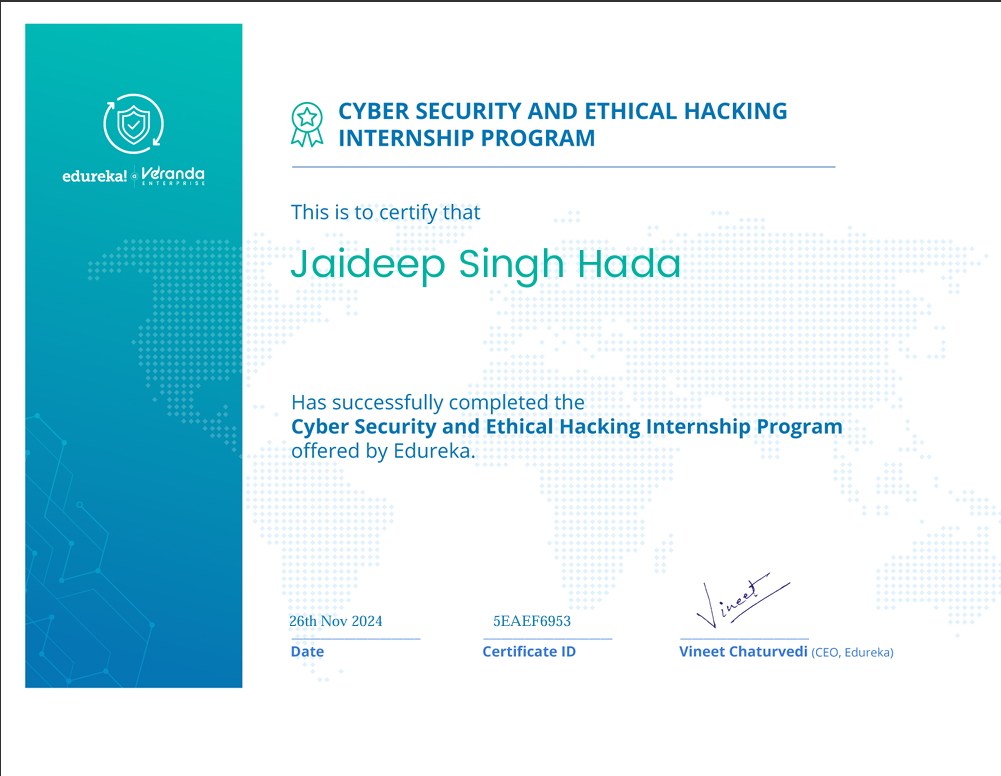 edureka! Veranda
ENTERPRISE
CYBER SECURITY AND ETHICAL HACKING
INTERNSHIP PROGRAM
This is to certify that
Jaideep Singh Hada
Has successfully completed the
Cyber Security and Ethical Hacking Internship Program
offered by Edureka.
Vineet
26th Nov 2024 5EAEF6953
Date Certificate ID Vineet Chaturvedi (CEO, Edureka)